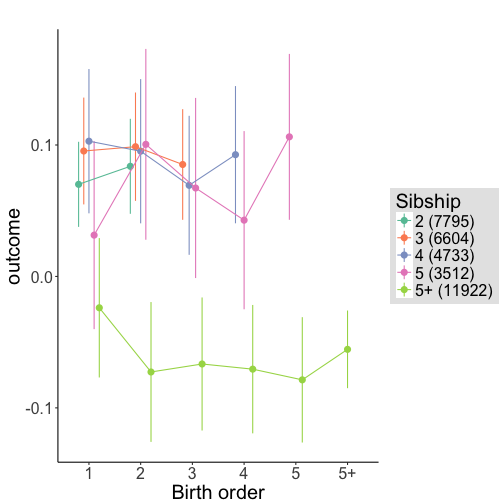 outcome
0.1
0.0
-0.1
1 2 3 4 5 5+
Birth order
Sibship
2 (7795)
3 (6604)
4 (4733)
5 (3512)
5+ (11922)